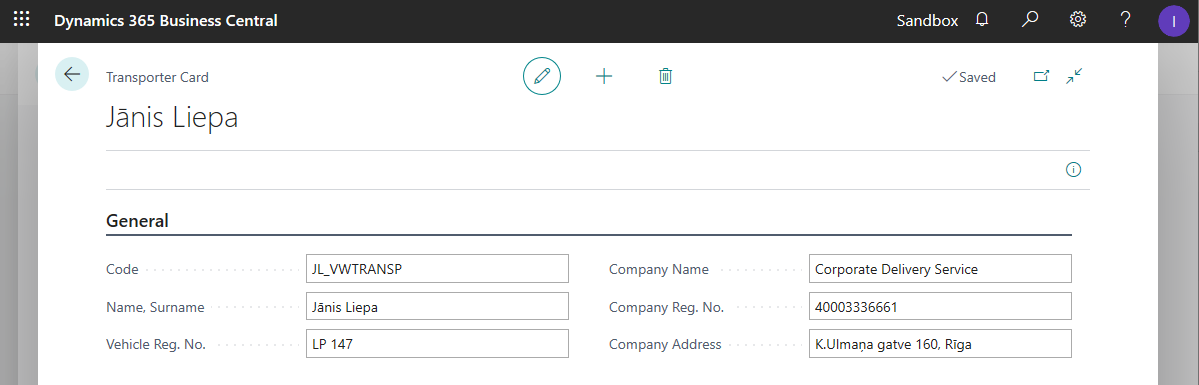 Dynamics 365 Business Central
Sandbox
I
Transporter Card
Saved
Jānis Liepa
General
Code JL_VWTRANSP
Company Name Corporate Delivery Service
Name, Surname Jānis Liepa
Company Reg. No. 40003336661
Vehicle Reg. No. LP 147
Company Address K.Ulmaņa gatve 160, Rīga